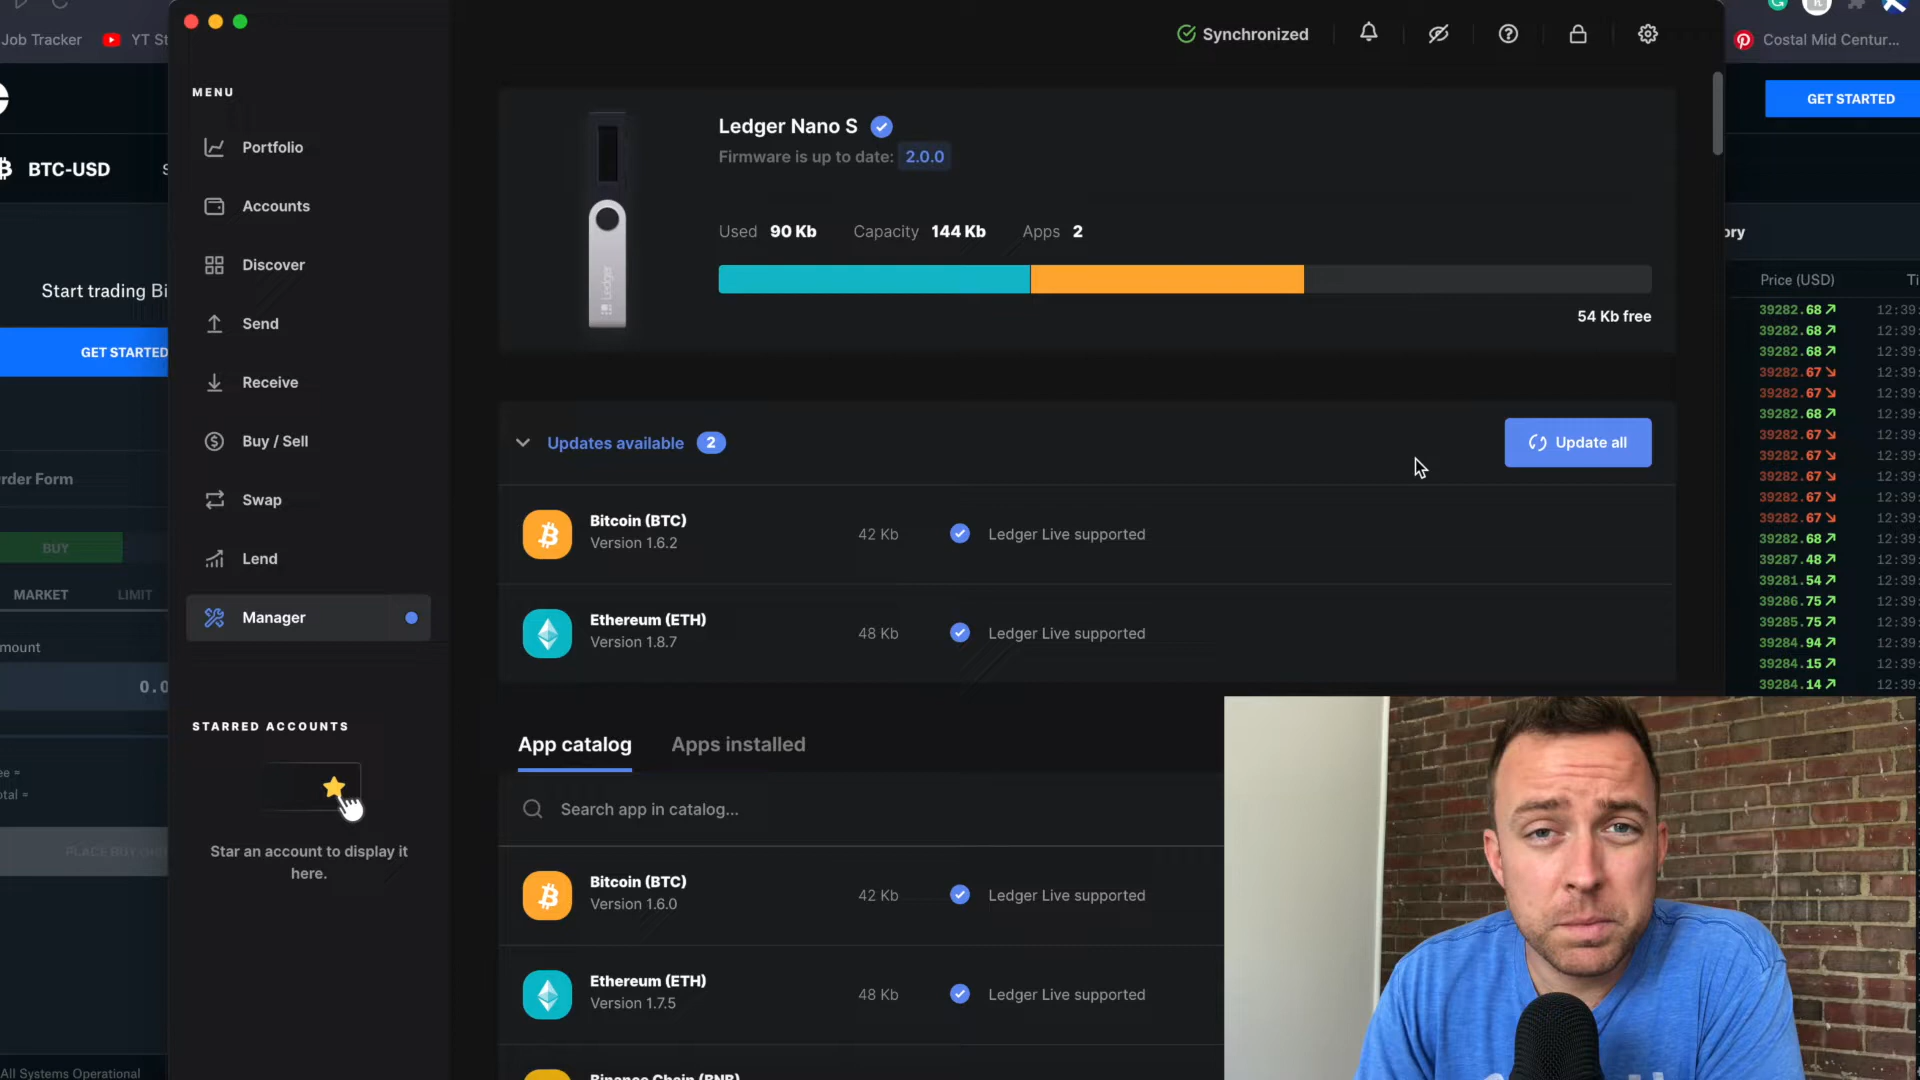 Job Tracker
YT St
Costal Mid Centur...
Synchronized
GET STARTED
MENU
Portfolio
Accounts
Discover
Send
Receive
Buy / Sell
Swap
Lend
Manager
STARRED ACCOUNTS
Star an account to display it
here.
BTC-USD
Start trading Bi
GET STARTED
rder Form
BUY
MARKET LIMIT
mount
0.0
ee =
otal =
PLACE BUY
All Systems Operational
Ledger Nano S
Firmware is up to date: 2.0.0
Used 90 Kb Capacity 144 Kb Apps 2
54 Kb free
Ledger
Updates available 2
Update all
Bitcoin (BTC)
Version 1.6.2
42 Kb
Ledger Live supported
Ethereum (ETH)
Version 1.8.7
48 Kb
Ledger Live supported
App catalog Apps installed
Search app in catalog...
Bitcoin (BTC)
Version 1.6.0
42 Kb
Ledger Live supported
Ethereum (ETH)
Version 1.7.5
48 Kb
Ledger Live supported
Binance Chain (BNB)
ory
Price (USD) Ti
39282.68↗ 12:39:
39282.68↗ 12:39:
39282.68↗ 12:39:
39282.67↘ 12:39:
39282.67↘ 12:39:
39282.68↗ 12:39:
39282.67↘ 12:39:
39282.67↘ 12:39:
39282.67↘ 12:39:
39282.67↘ 12:39:
39282.67↘ 12:39:
39282.68↗ 12:39:
39287.48↗ 12:39:
39281.54↗ 12:39:
39286.75↗ 12:39:
39285.75↗ 12:39:
39284.94↗ 12:39:
39284.15↗ 12:39:
39284.14↗ 12:39: